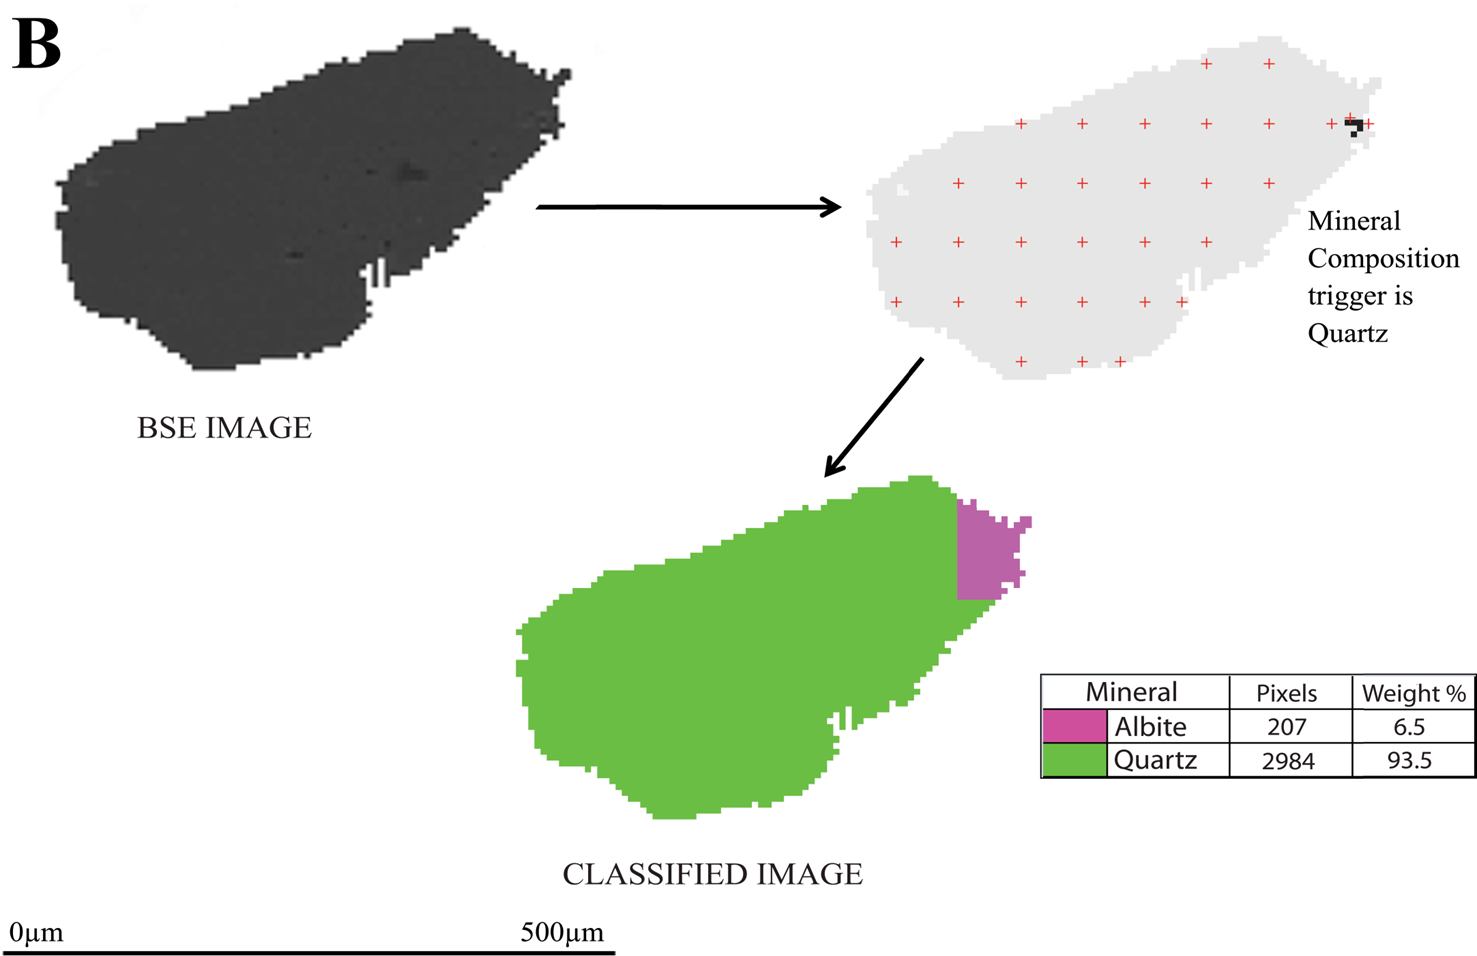 B
Mineral
Composition
trigger is
Quartz
BSE IMAGE
Mineral Pixels Weight %
Albite 207 6.5
Quartz 2984 93.5
CLASSIFIED IMAGE
0µm 500µm